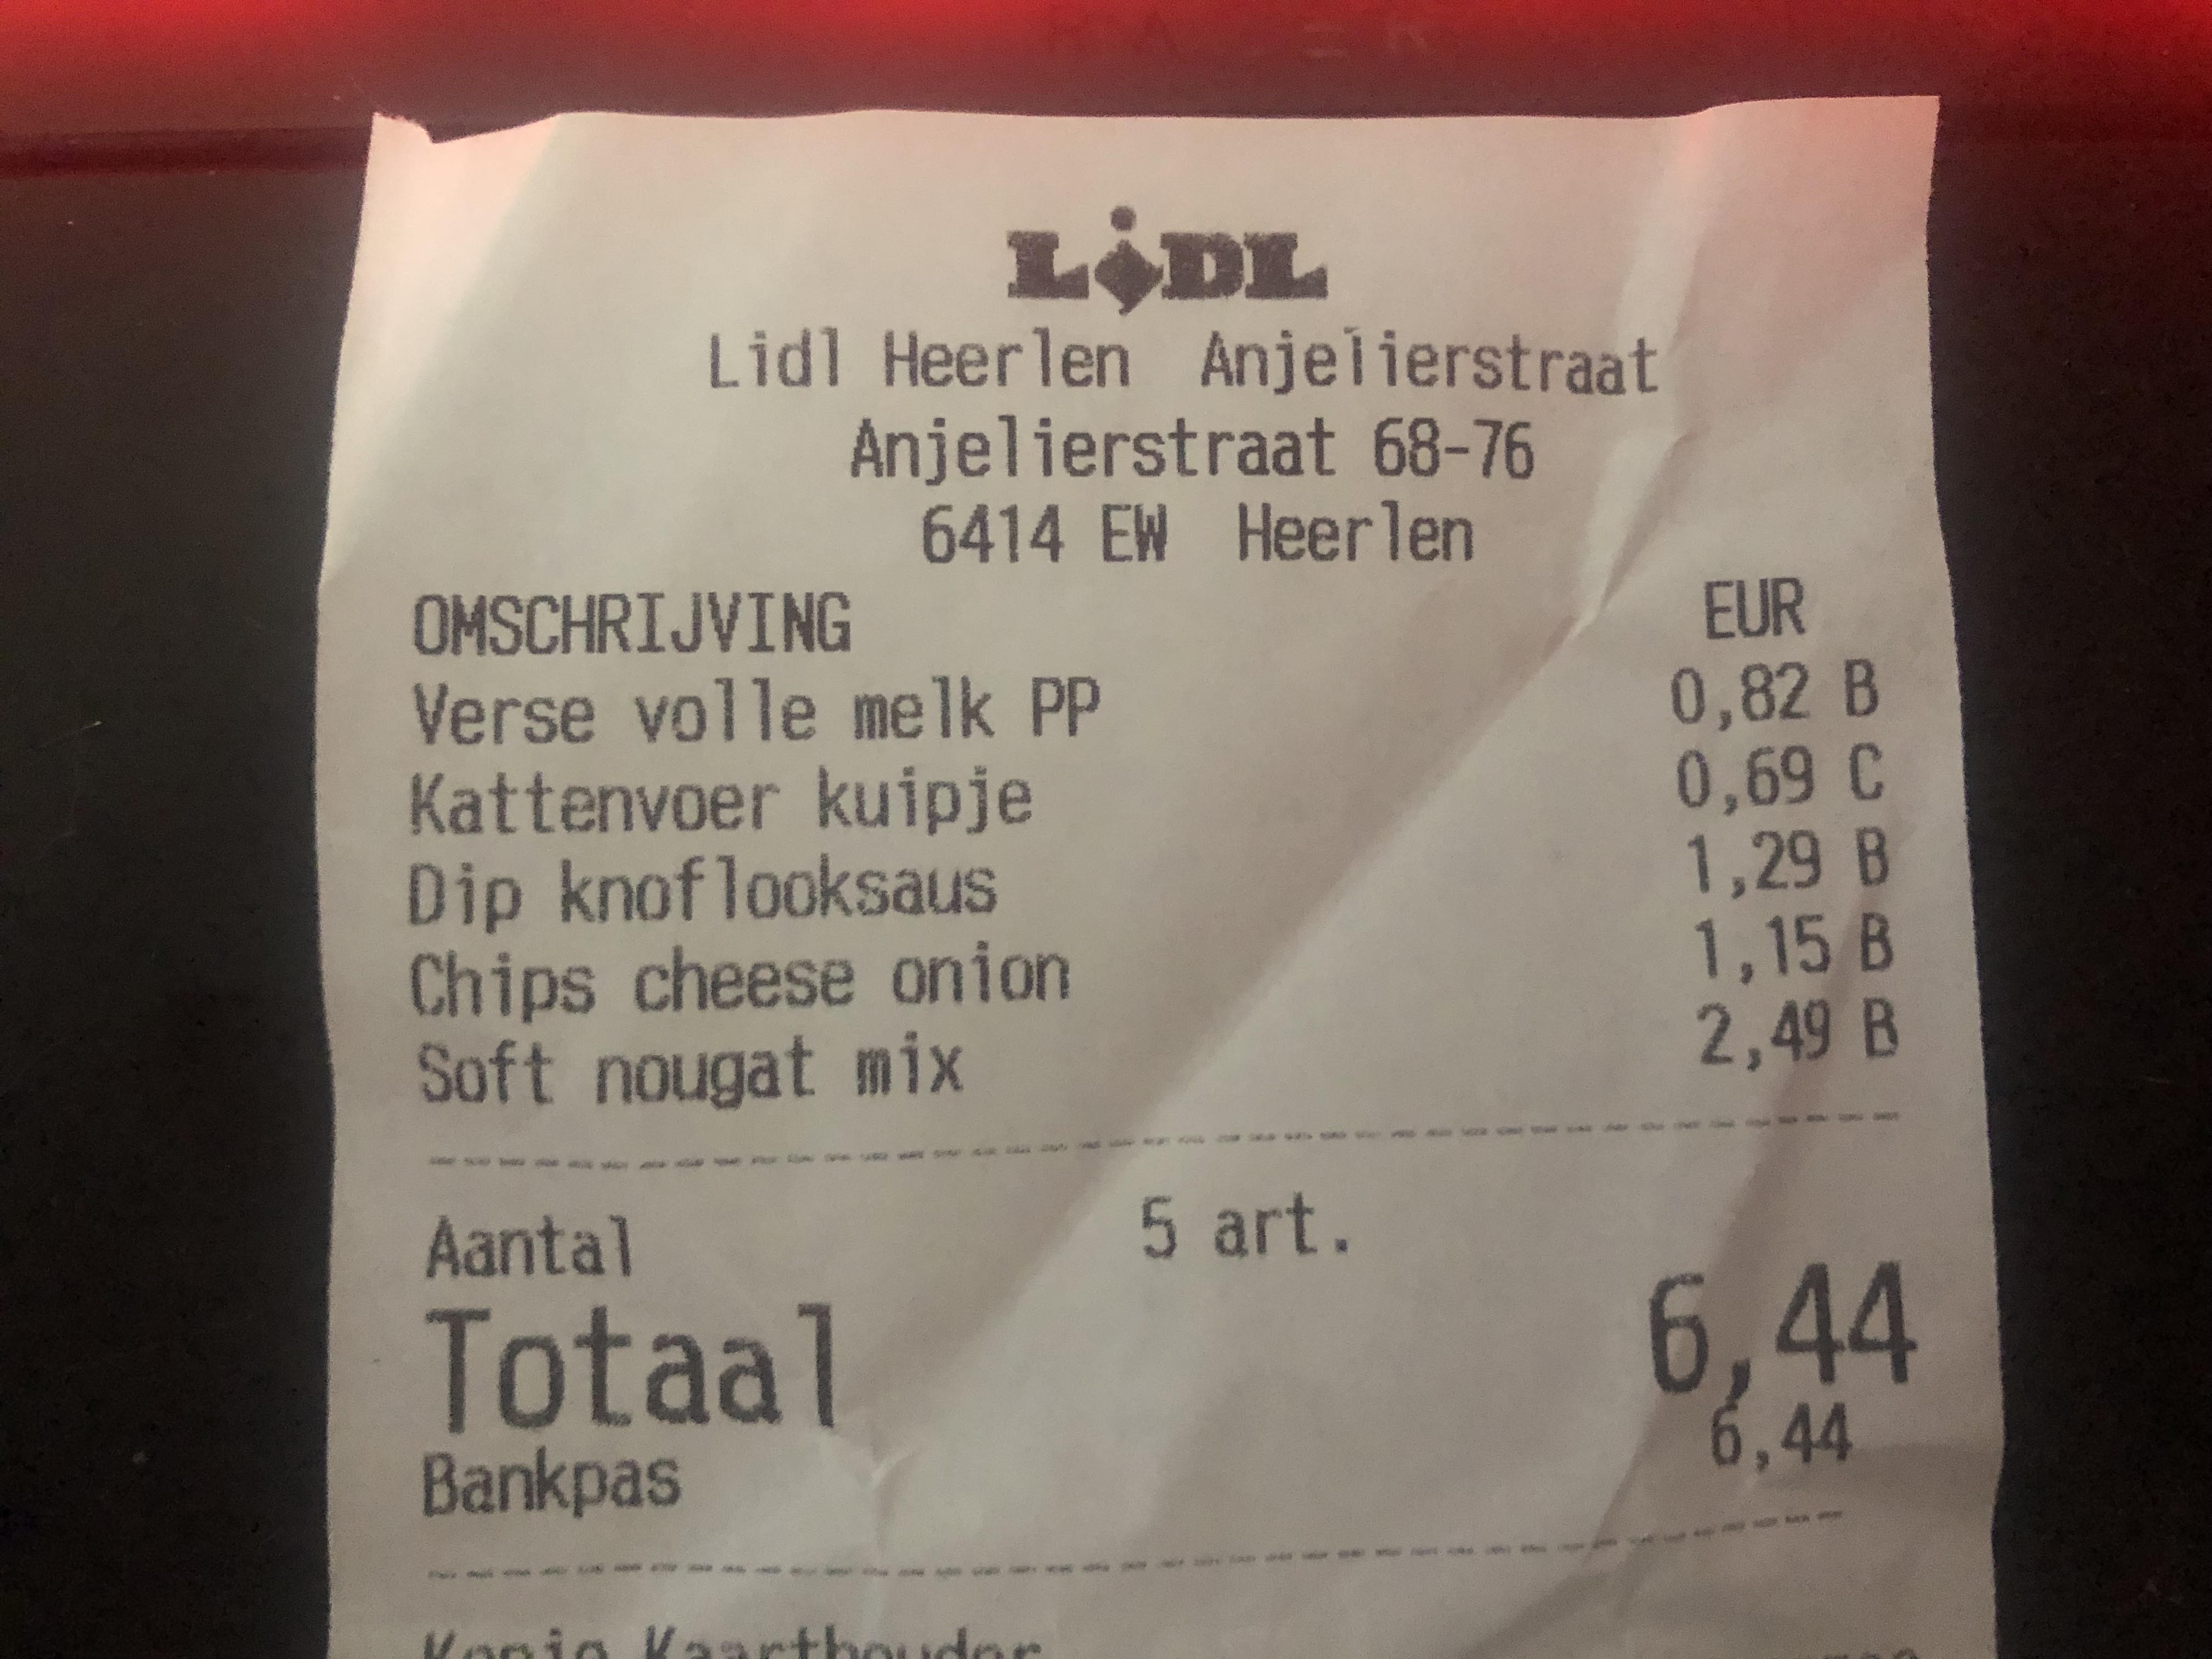 LiDL
Lidl Heerlen Anjelierstraat
Anjelierstraat 68-76
6414 EW Heerlen
OMSCHRIJVING EUR
Verse volle melk PP 0,82 B
Kattenvoer kuipje 0,69 C
Dip knoflooksaus 1,29 B
Chips cheese onion 1,15 B
Soft nougat mix 2,49 B
Aantal 5 art.
Totaal 6,44
Bankpas 6,44
Kopie Kaarthouder